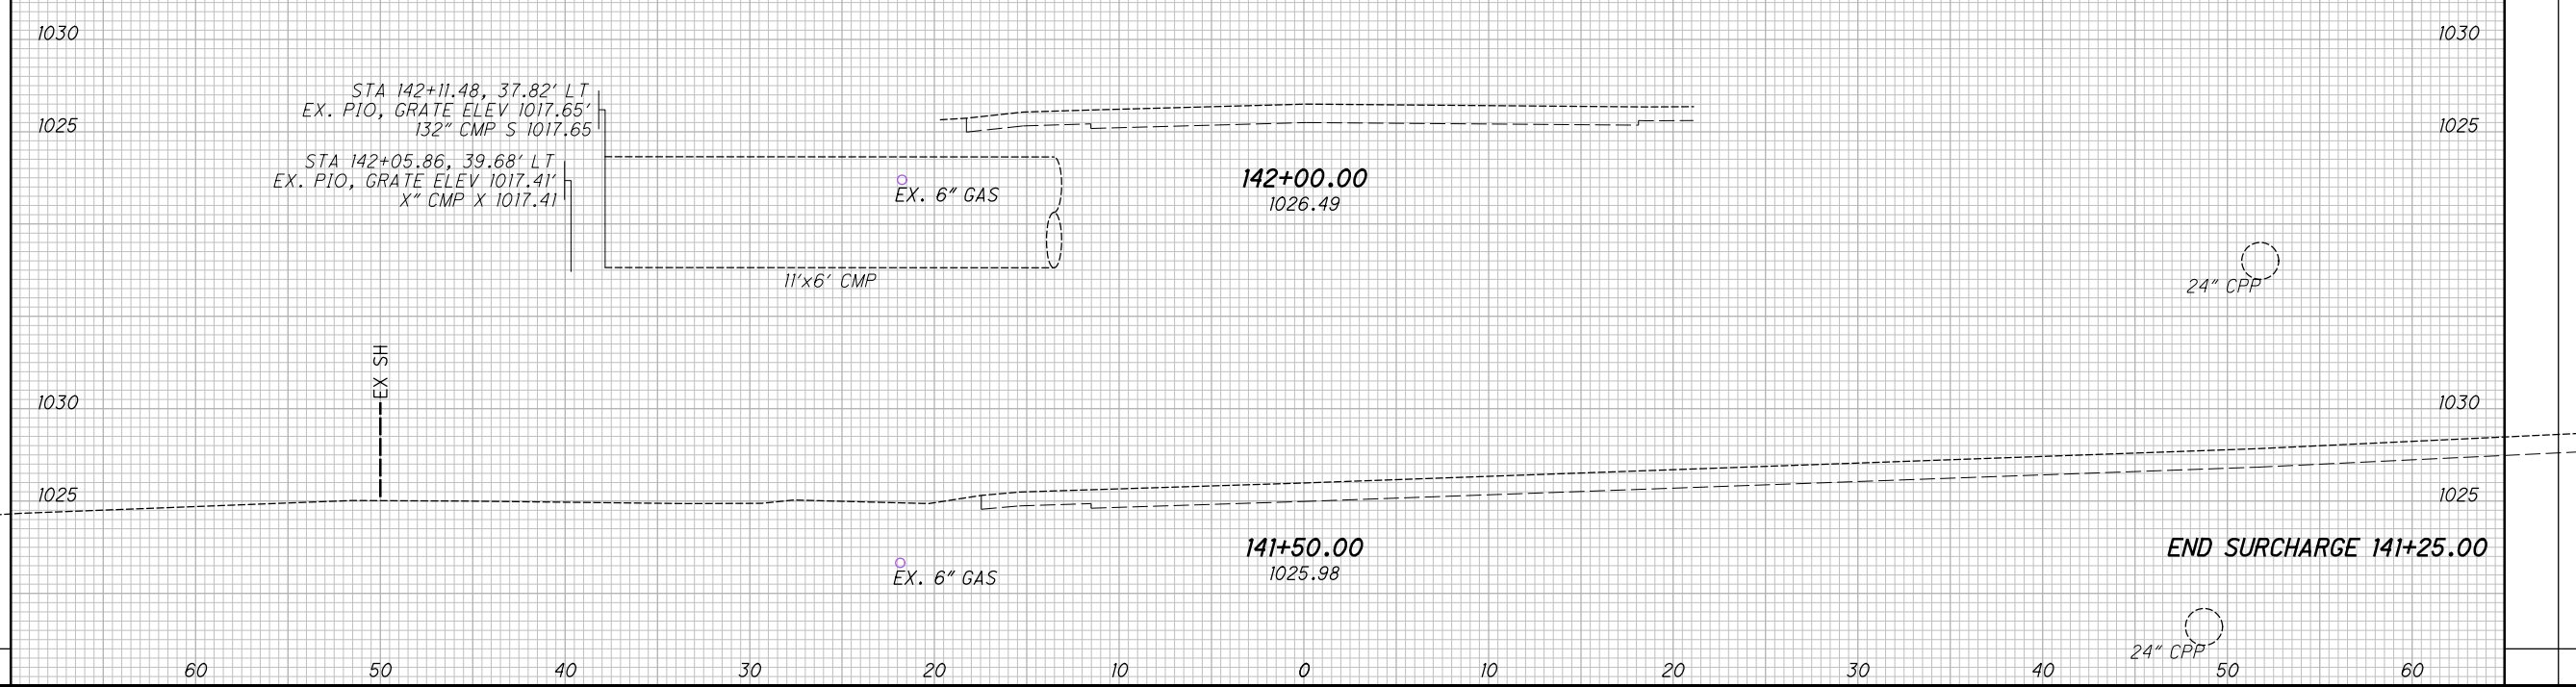 1030 1030
STA 142+11.48, 37.82' LT
EX. PIO, GRATE ELEV 1017.65'
1025 132" CMP S 1017.65 1025
STA 142+05.86, 39.68' LT
EX. PIO, GRATE ELEV 1017.41'
X" CMP X 1017.41
EX. 6" GAS
142+00.00
1026.49
11'x6' CMP
24" CPP
EX SH
1030 1030
1025 1025
141+50.00
1025.98
END SURCHARGE 141+25.00
EX. 6" GAS
24" CPP
60 50 40 30 20 10 0 10 20 30 40 50 60